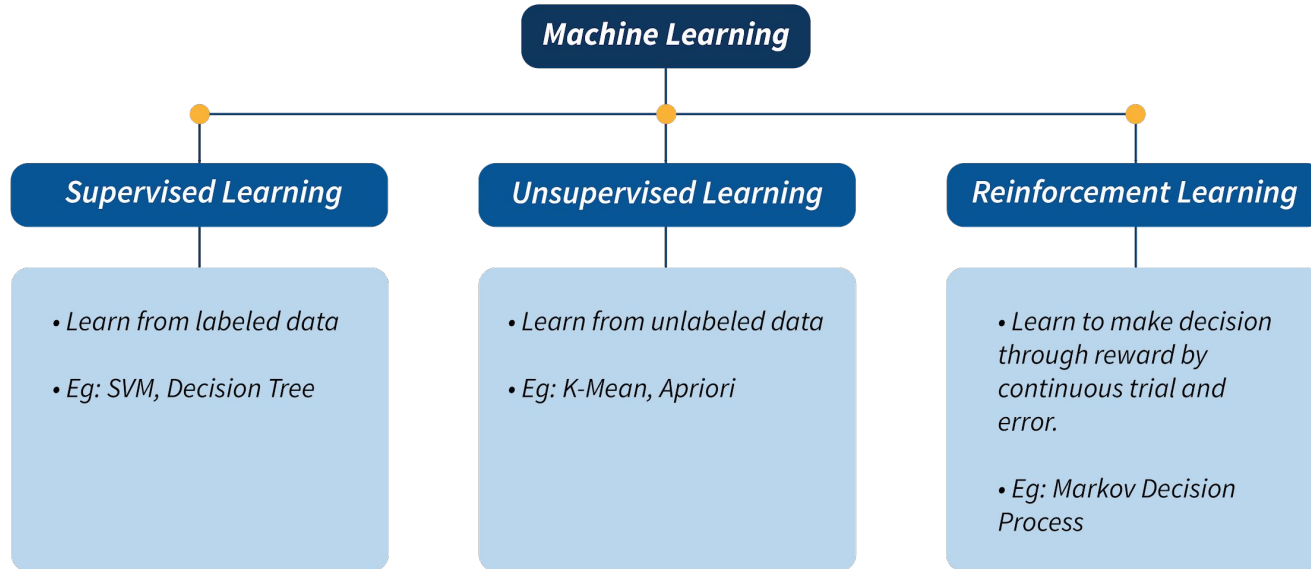 Machine Learning
Supervised Learning
• Learn from labeled data
• Eg: SVM, Decision Tree
Unsupervised Learning
• Learn from unlabeled data
• Eg: K-Mean, Apriori
Reinforcement Learning
• Learn to make decision
through reward by
continuous trial and
error.
• Eg: Markov Decision
Process